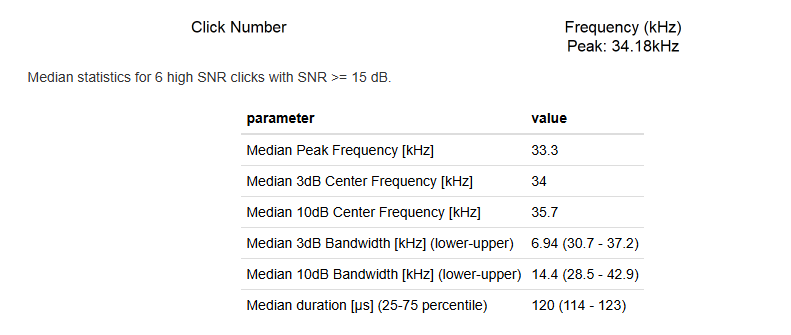 Click Number
Frequency (kHz)
Peak: 34.18kHz
Median statistics for 6 high SNR clicks with SNR >= 15 dB.
parameter value
Median Peak Frequency [kHz] 33.3
Median 3dB Center Frequency [kHz] 34
Median 10dB Center Frequency [kHz] 35.7
Median 3dB Bandwidth [kHz] (lower-upper) 6.94 (30.7 - 37.2)
Median 10dB Bandwidth [kHz] (lower-upper) 14.4 (28.5 - 42.9)
Median duration [µs] (25-75 percentile) 120 (114 - 123)